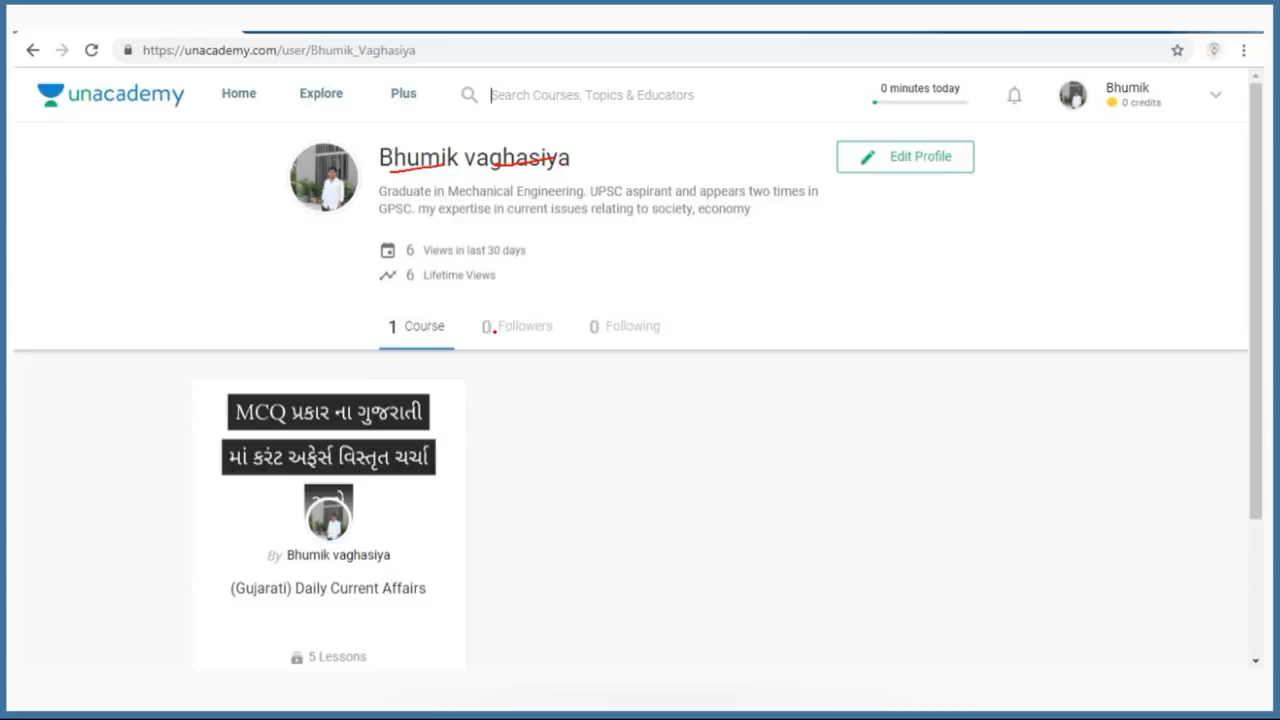 https://unacademy.com/user/Bhumik_Vaghasiya
unacademy Home Explore Plus Search Courses, Topics & Educators 0 minutes today Bhumik
0 credits
Bhumik vaghasiya Edit Profile
Graduate in Mechanical Engineering. UPSC aspirant and appears two times in
GPSC. my expertise in current issues relating to society, economy
6 Views in last 30 days
6 Lifetime Views
1 Course 0 Followers 0 Following
MCQ પ્રકાર ના ગુજરાતી
માં કરંટ અફેર્સ વિસ્તૃત ચર્ચા
By Bhumik vaghasiya
(Gujarati) Daily Current Affairs
5 Lessons